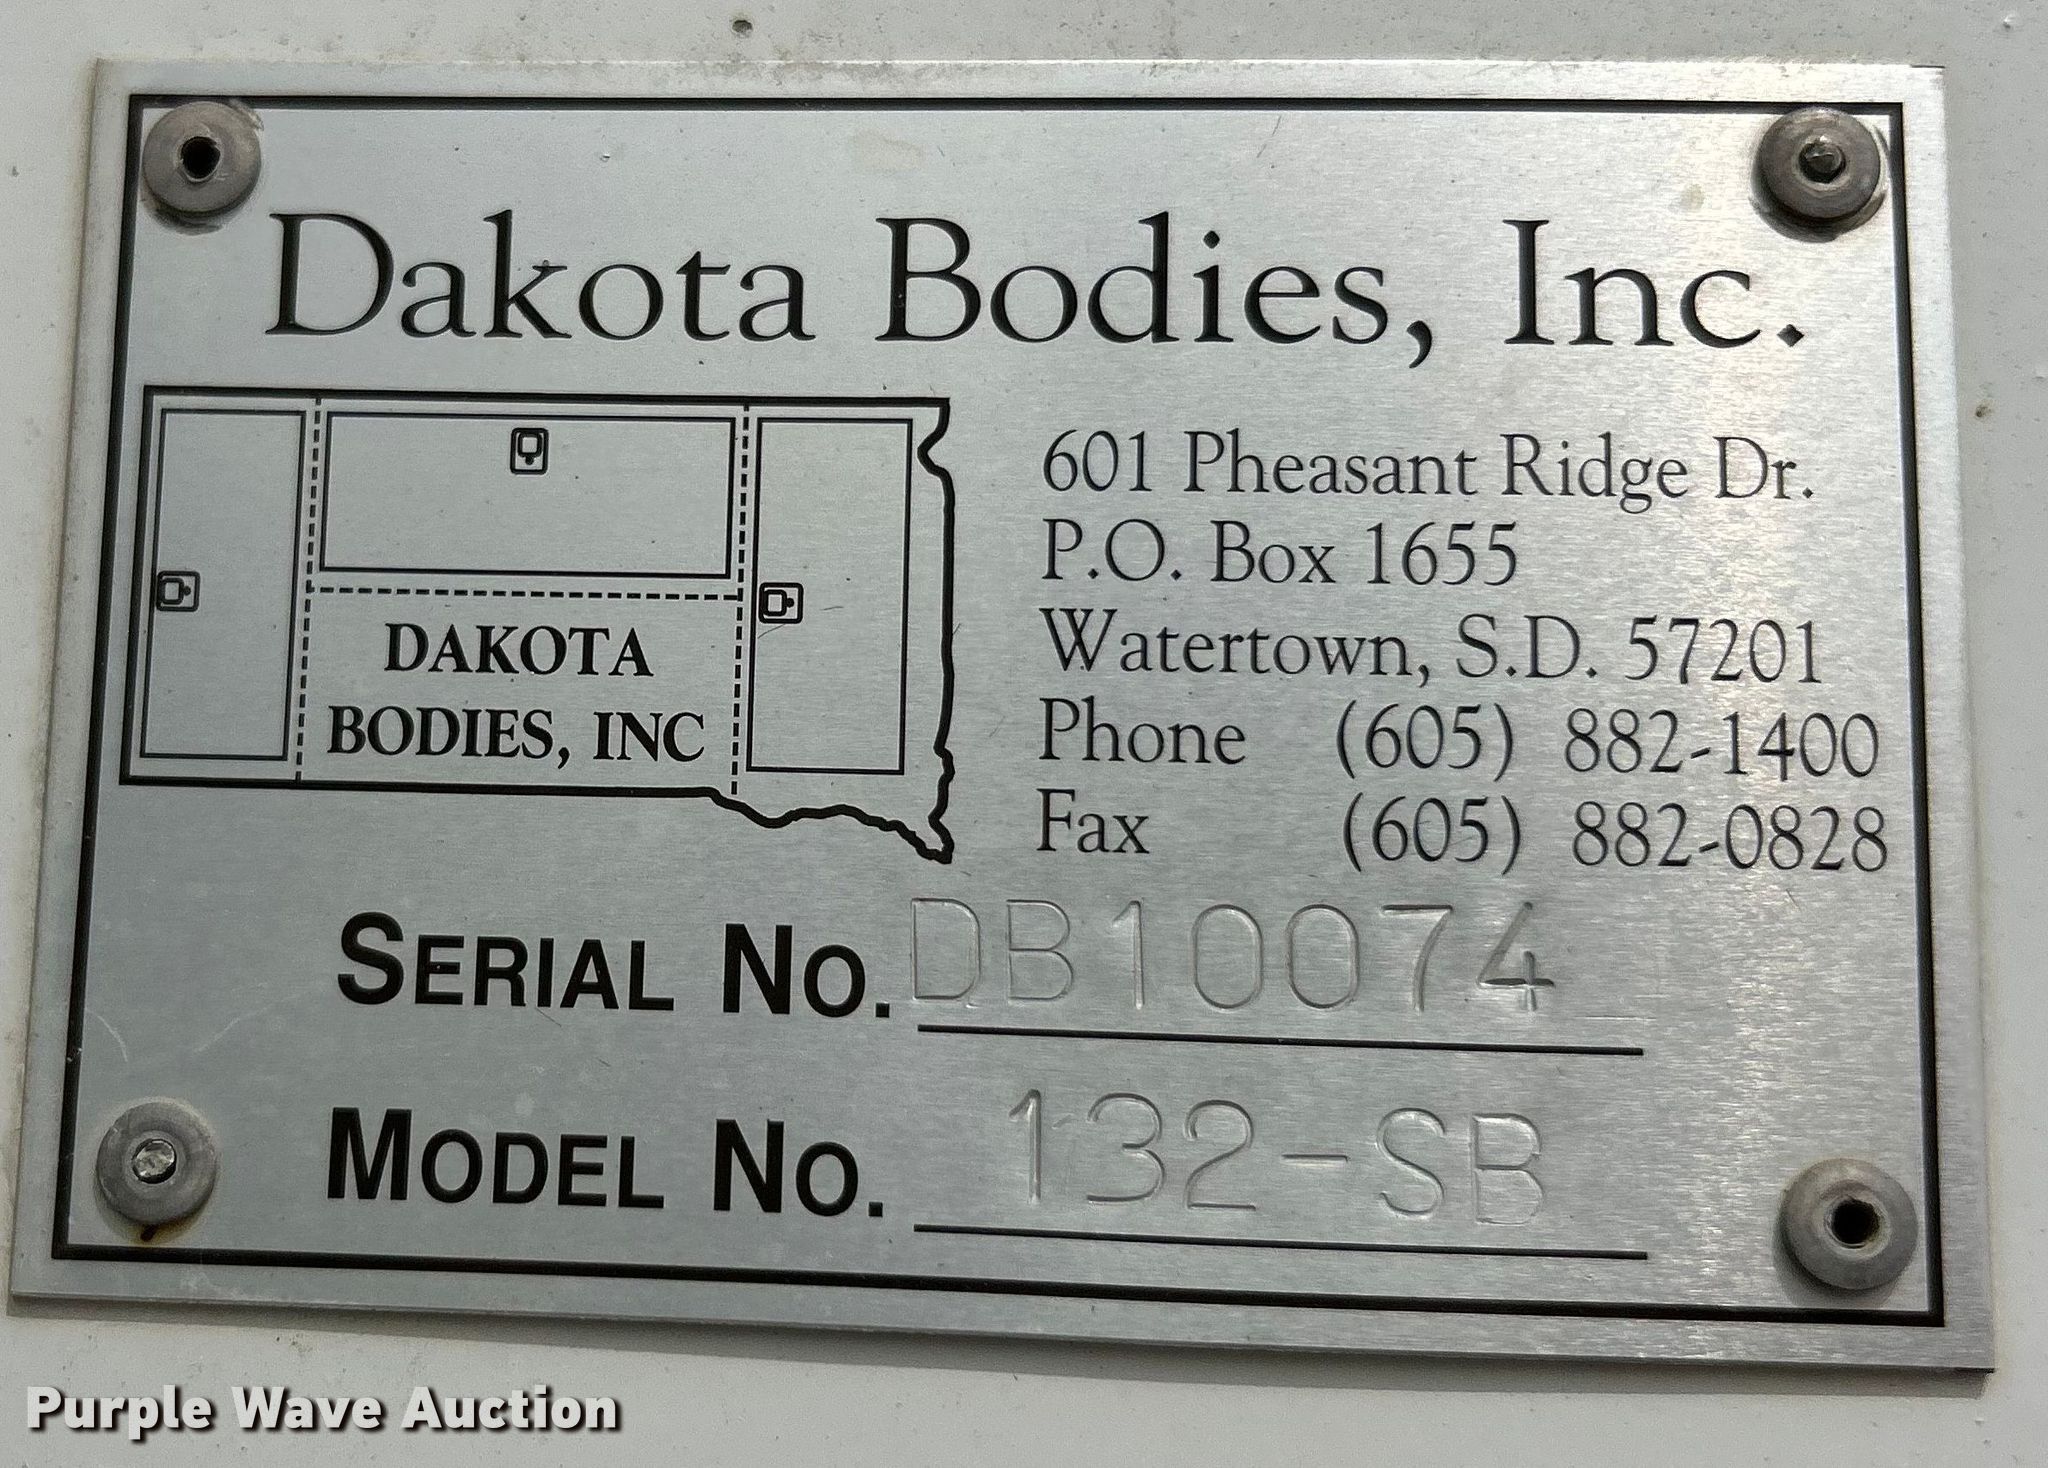 Dakota Bodies, Inc.
601 Pheasant Ridge Dr.
P.O. Box 1655
Watertown, S.D. 57201
Phone (605) 882-1400
Fax (605) 882-0828
DAKOTA
BODIES, INC
SERIAL NO. DB10074
MODEL NO. 132-SB
Purple Wave Auction